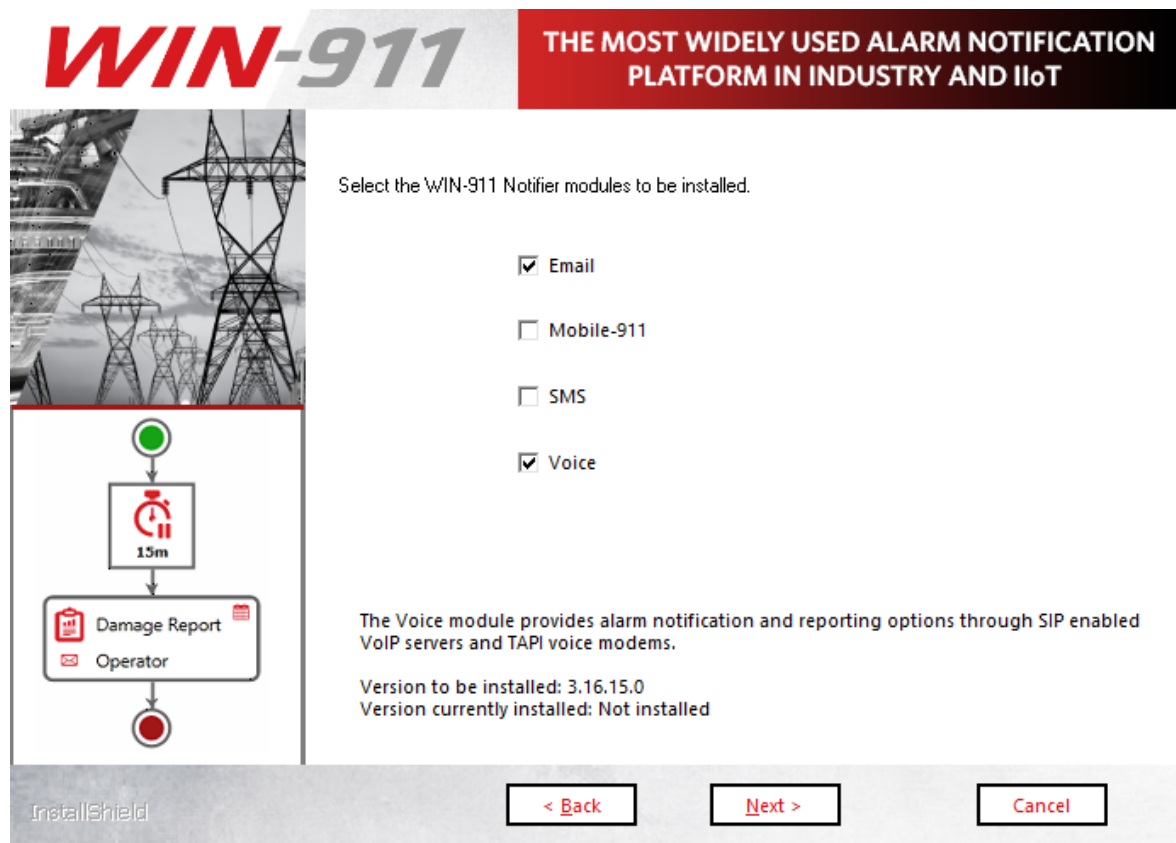 WIN-911
THE MOST WIDELY USED ALARM NOTIFICATION
PLATFORM IN INDUSTRY AND IIoT
Select the WIN-911 Notifier modules to be installed.
Email
Mobile-911
SMS
Voice
15m
Damage Report
Operator
The Voice module provides alarm notification and reporting options through SIP enabled
VoIP servers and TAPI voice modems.
Version to be installed: 3.16.15.0
Version currently installed: Not installed
InstallShield
< Back
Next >
Cancel